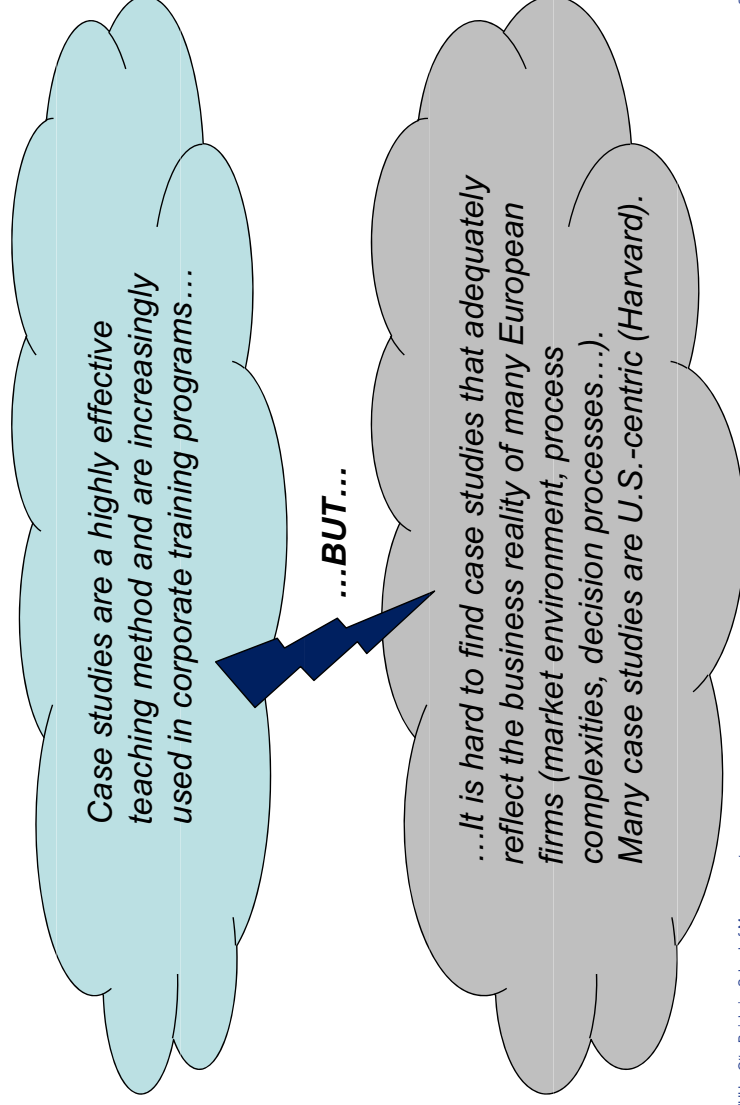 Case studies are a highly effective
teaching method and are increasingly
used in corporate training programs…
…BUT…
…It is hard to find case studies that adequately
reflect the business reality of many European
firms (market environment, process
complexities, decision processes…).
Many case studies are U.S.-centric (Harvard).